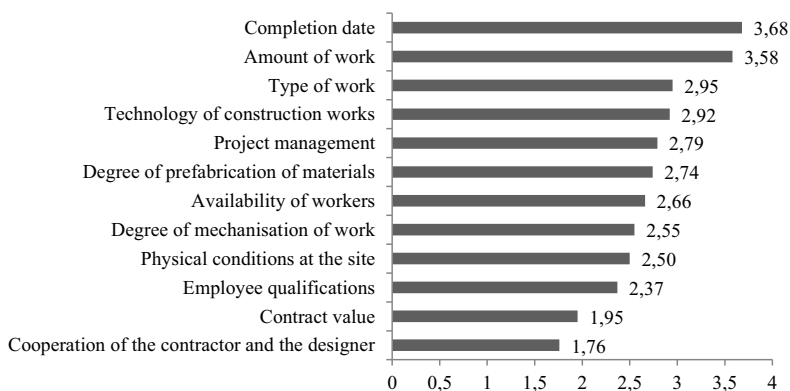 Completion date 3,68
Amount of work 3,58
Type of work 2,95
Technology of construction works 2,92
Project management 2,79
Degree of prefabrication of materials 2,74
Availability of workers 2,66
Degree of mechanisation of work 2,55
Physical conditions at the site 2,50
Employee qualifications 2,37
Contract value 1,95
Cooperation of the contractor and the designer 1,76
0 0,5 1 1,5 2 2,5 3 3,5 4